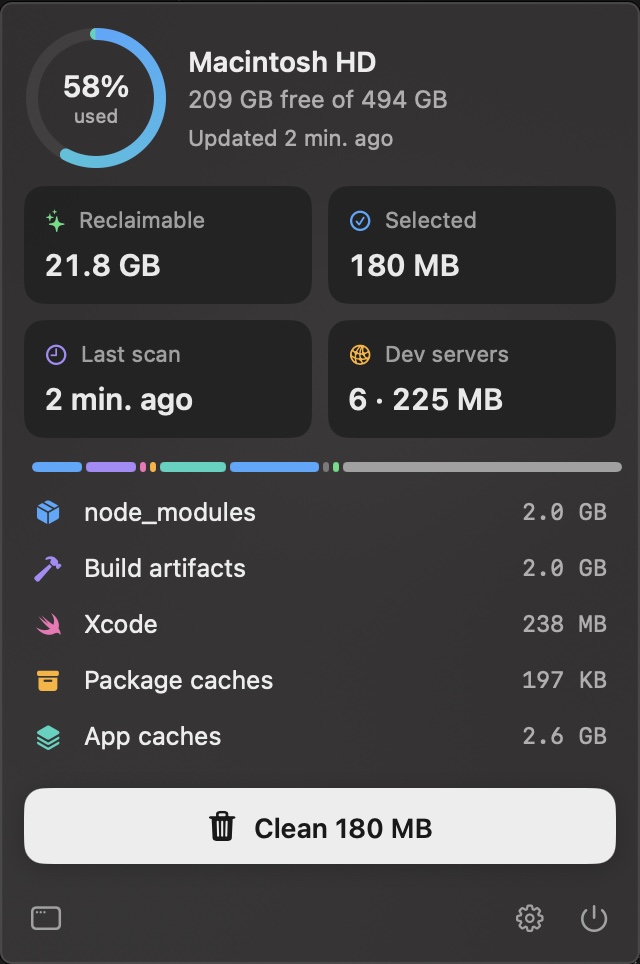 58%
used
Macintosh HD
209 GB free of 494 GB
Updated 2 min. ago
Reclaimable
21.8 GB
Selected
180 MB
Last scan
2 min. ago
Dev servers
6 · 225 MB
node_modules 2.0 GB
Build artifacts 2.0 GB
Xcode 238 MB
Package caches 197 KB
App caches 2.6 GB
Clean 180 MB